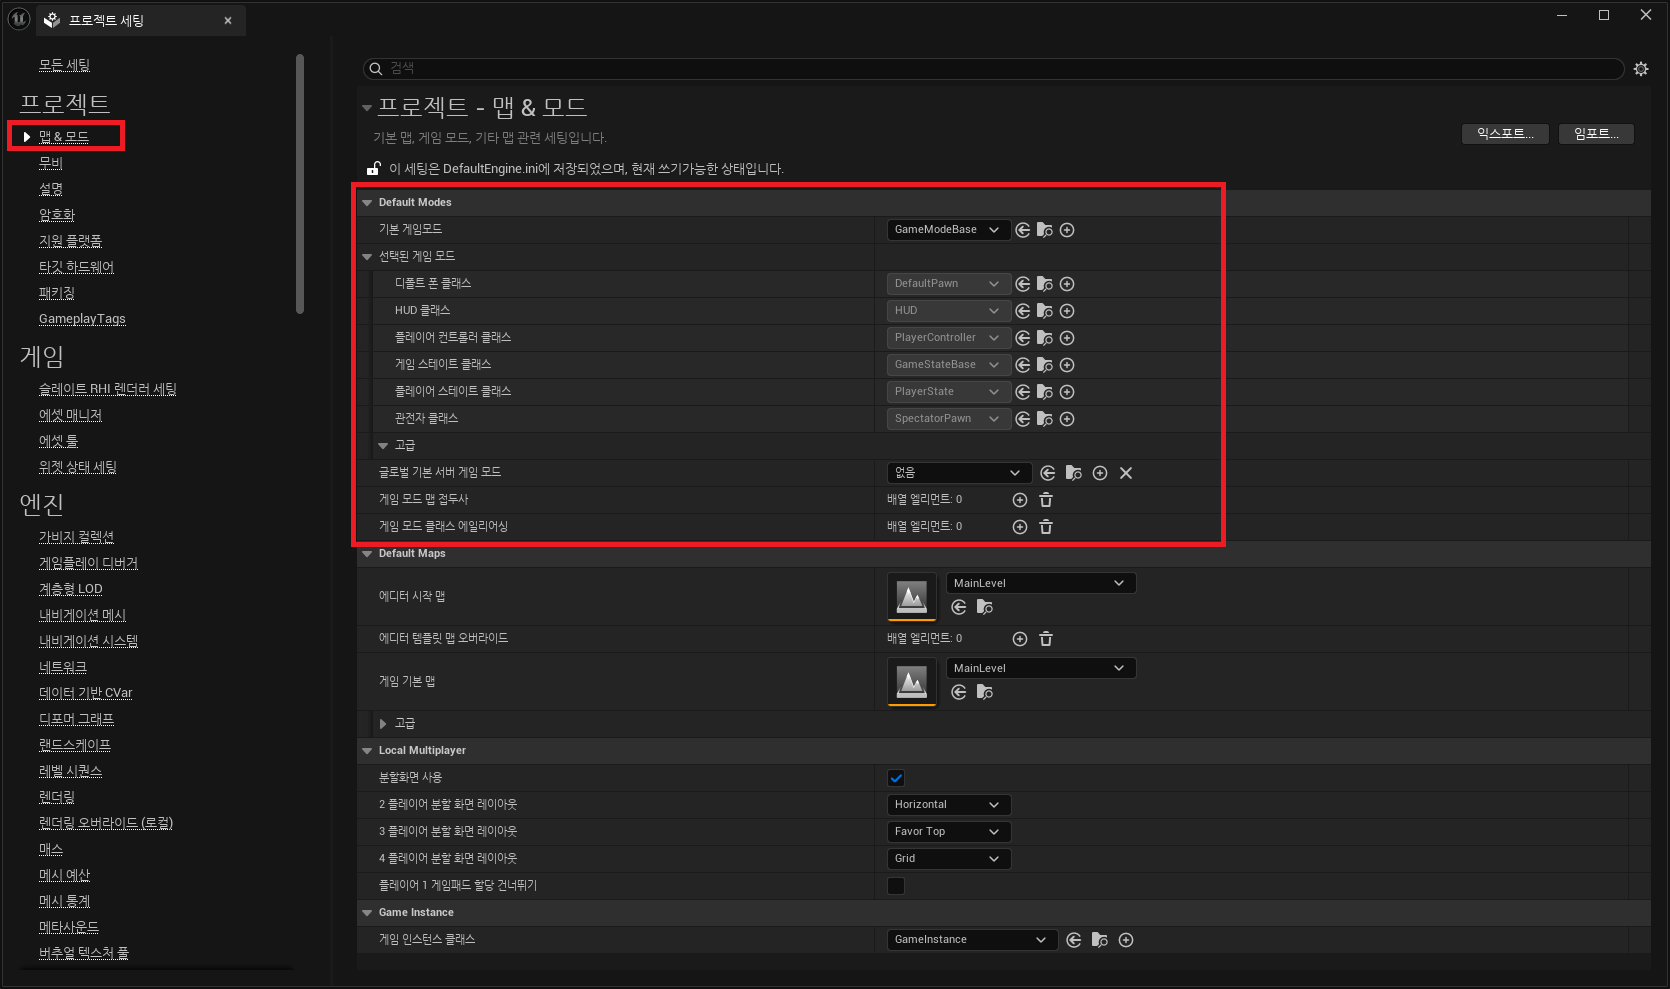 프로젝트 세팅
모든 세팅
프로젝트
맵 & 모드
무비
설명
암호화
지원 플랫폼
타깃 하드웨어
패키징
GameplayTags
게임
슬레이트 RHI 렌더러 세팅
에셋 매니저
에셋 툴
위젯 상태 세팅
엔진
가비지 컬렉션
게임플레이 디버거
계층형 LOD
내비게이션 메시
내비게이션 시스템
네트워크
데이터 기반 CVar
디포머 그래프
랜드스케이프
레벨 시퀀스
렌더링
렌더링 오버라이드 (로컬)
매스
메시 예산
메시 통계
메타사운드
버추얼 텍스처 풀
검색
프로젝트 - 맵 & 모드
기본 맵, 게임 모드, 기타 맵 관련 세팅입니다.
익스포트... 임포트...
이 세팅은 DefaultEngine.ini에 저장되었으며, 현재 쓰기가능한 상태입니다.
Default Modes
기본 게임모드 GameModeBase
선택된 게임 모드
디폴트 폰 클래스 DefaultPawn
HUD 클래스 HUD
플레이어 컨트롤러 클래스 PlayerController
게임 스테이트 클래스 GameStateBase
플레이어 스테이트 클래스 PlayerState
관전자 클래스 SpectatorPawn
고급
글로벌 기본 서버 게임 모드 없음
게임 모드 맵 접두사 배열 엘리먼트: 0
게임 모드 클래스 에일리어싱 배열 엘리먼트: 0
Default Maps
에디터 시작 맵 MainLevel
에디터 템플릿 맵 오버라이드 배열 엘리먼트: 0
게임 기본 맵 MainLevel
고급
Local Multiplayer
분할화면 사용
2 플레이어 분할 화면 레이아웃 Horizontal
3 플레이어 분할 화면 레이아웃 Favor Top
4 플레이어 분할 화면 레이아웃 Grid
플레이어 1 게임패드 할당 건너뛰기
Game Instance
게임 인스턴스 클래스 GameInstance